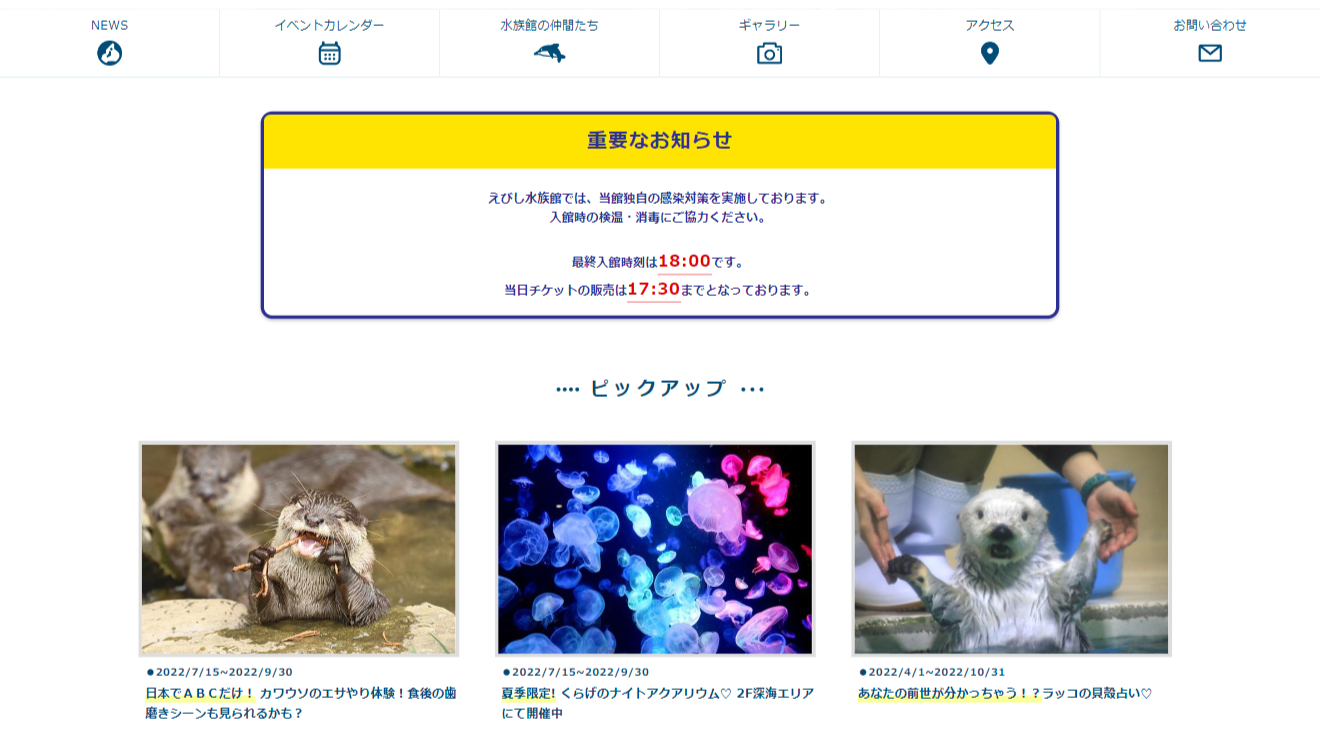 NEWS
イベントカレンダー
水族館の仲間たち
ギャラリー
アクセス
お問い合わせ
重要なお知らせ
えびし水族館では、当館独自の感染対策を実施しております。
入館時の検温・消毒にご協力ください。
最終入館時刻は18:00です。
当日チケットの販売は17:30までとなっております。
ピックアップ
●2022/7/15~2022/9/30
日本でＡＢＣだけ！ カワウソのエサやり体験！食後の歯
磨きシーンも見られるかも？
●2022/7/15~2022/9/30
夏季限定! くらげのナイトアクアリウム♡ 2F深海エリア
にて開催中
●2022/4/1~2022/10/31
あなたの前世が分かっちゃう！？ラッコの貝殻占い♡